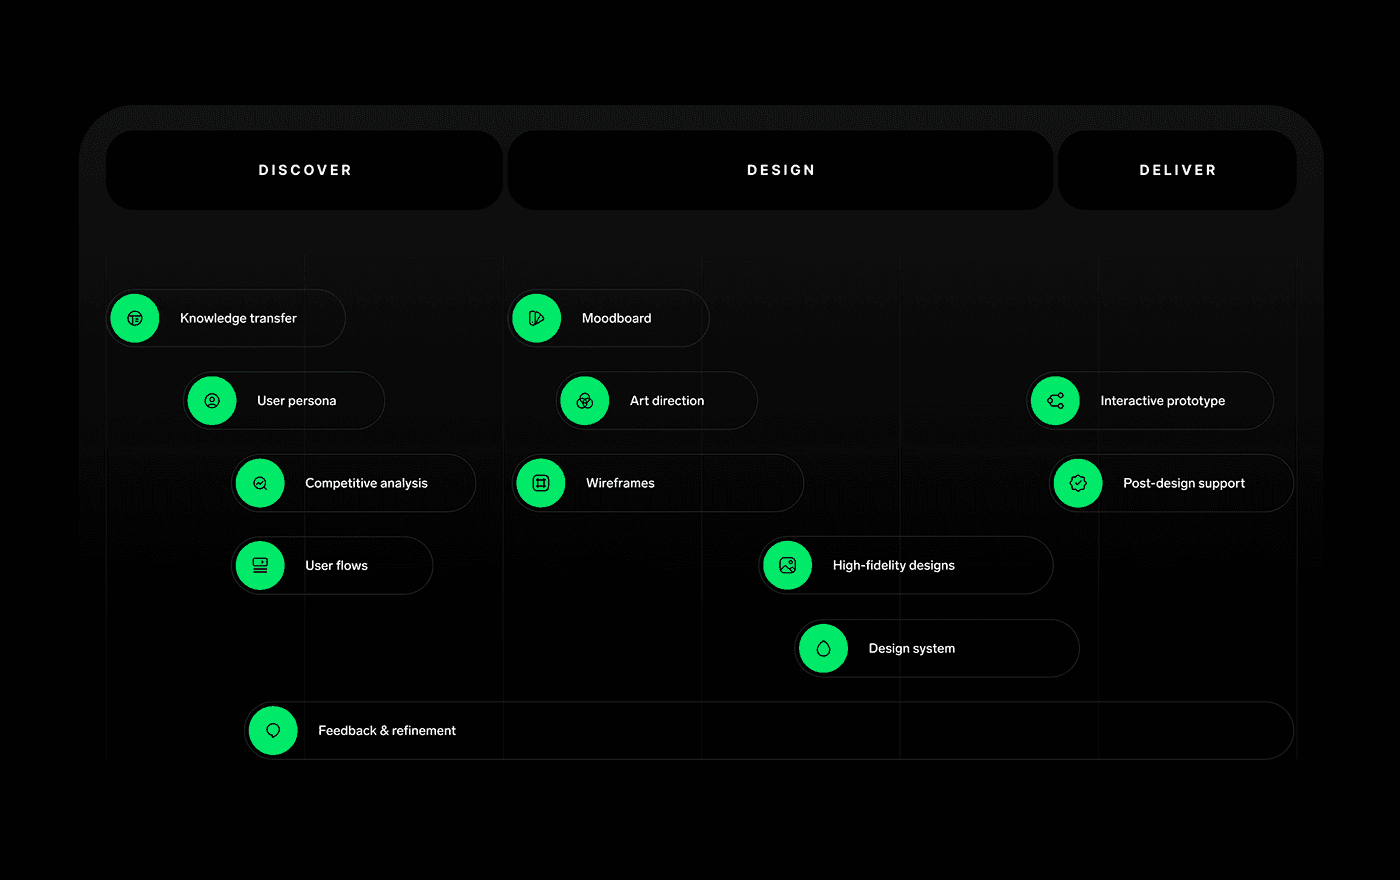 DISCOVER
DESIGN
DELIVER
Knowledge transfer
Moodboard
User persona
Art direction
Interactive prototype
Competitive analysis
Wireframes
Post-design support
User flows
High-fidelity designs
Design system
Feedback & refinement